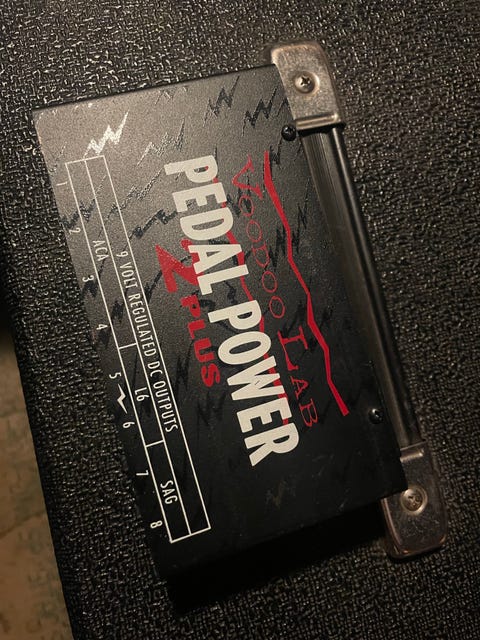 VOODOO LAB
PEDAL POWER
2 PLUS
9 VOLT REGULATED DC OUTPUTS
ACA L6 SAG
1 2 3 4 5 6 7 8